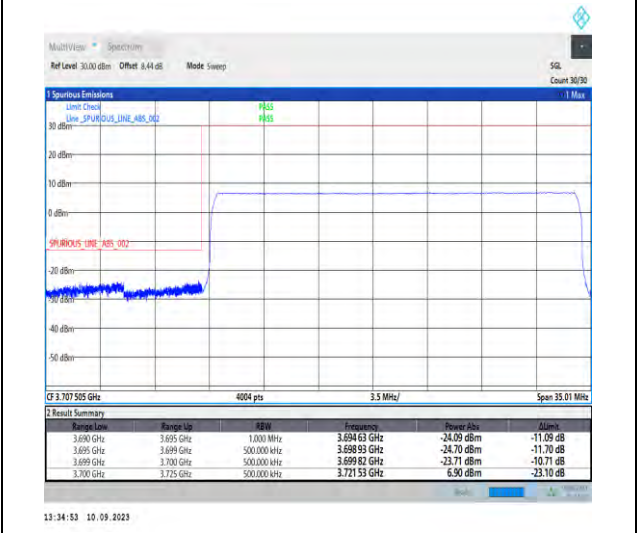 MultiView Spectrum
Ref Level 30.00 dBm Offset 8.44 dB Mode Sweep SGL
Count 30/30
1 Spurious Emissions 1 Max
Limit Check PASS
Line _SPURIOUS_LINE_ABS_002 PASS
30 dBm
20 dBm
10 dBm
0 dBm
SPURIOUS_LINE_ABS_002
-20 dBm
-30 dBm
-40 dBm
-50 dBm
CF 3.707 505 GHz 4004 pts 3.5 MHz/ Span 35.01 MHz
2 Result Summary
Range Low Range Up RBW Frequency Power Abs ΔLimit
3.690 GHz 3.695 GHz 1.000 MHz 3.694 63 GHz -24.09 dBm -11.09 dB
3.695 GHz 3.699 GHz 500.000 kHz 3.698 93 GHz -24.70 dBm -11.70 dB
3.699 GHz 3.700 GHz 500.000 kHz 3.699 82 GHz -23.71 dBm -10.71 dB
3.700 GHz 3.725 GHz 500.000 kHz 3.721 53 GHz 6.90 dBm -23.10 dB
13:34:53 10.09.2023